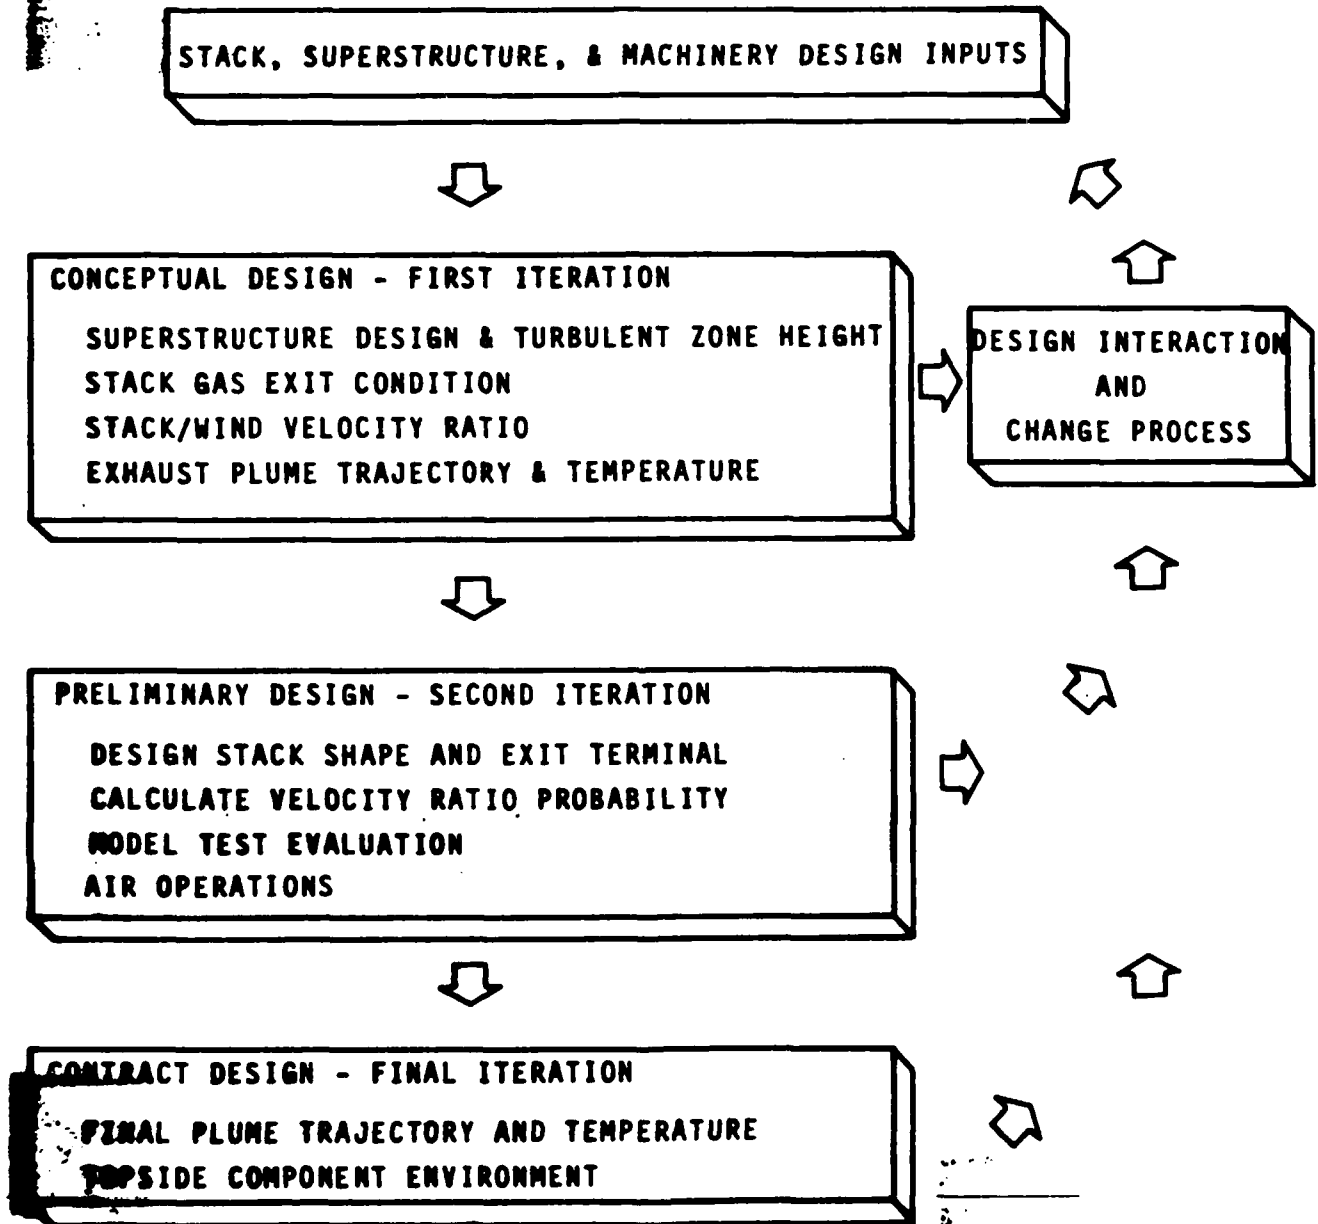 STACK, SUPERSTRUCTURE, & MACHINERY DESIGN INPUTS
CONCEPTUAL DESIGN - FIRST ITERATION
SUPERSTRUCTURE DESIGN & TURBULENT ZONE HEIGHT
STACK GAS EXIT CONDITION
STACK/WIND VELOCITY RATIO
EXHAUST PLUME TRAJECTORY & TEMPERATURE
DESIGN INTERACTION
AND
CHANGE PROCESS
PRELIMINARY DESIGN - SECOND ITERATION
DESIGN STACK SHAPE AND EXIT TERMINAL
CALCULATE VELOCITY RATIO PROBABILITY
MODEL TEST EVALUATION
AIR OPERATIONS
CONTRACT DESIGN - FINAL ITERATION
FINAL PLUME TRAJECTORY AND TEMPERATURE
TOPSIDE COMPONENT ENVIRONMENT